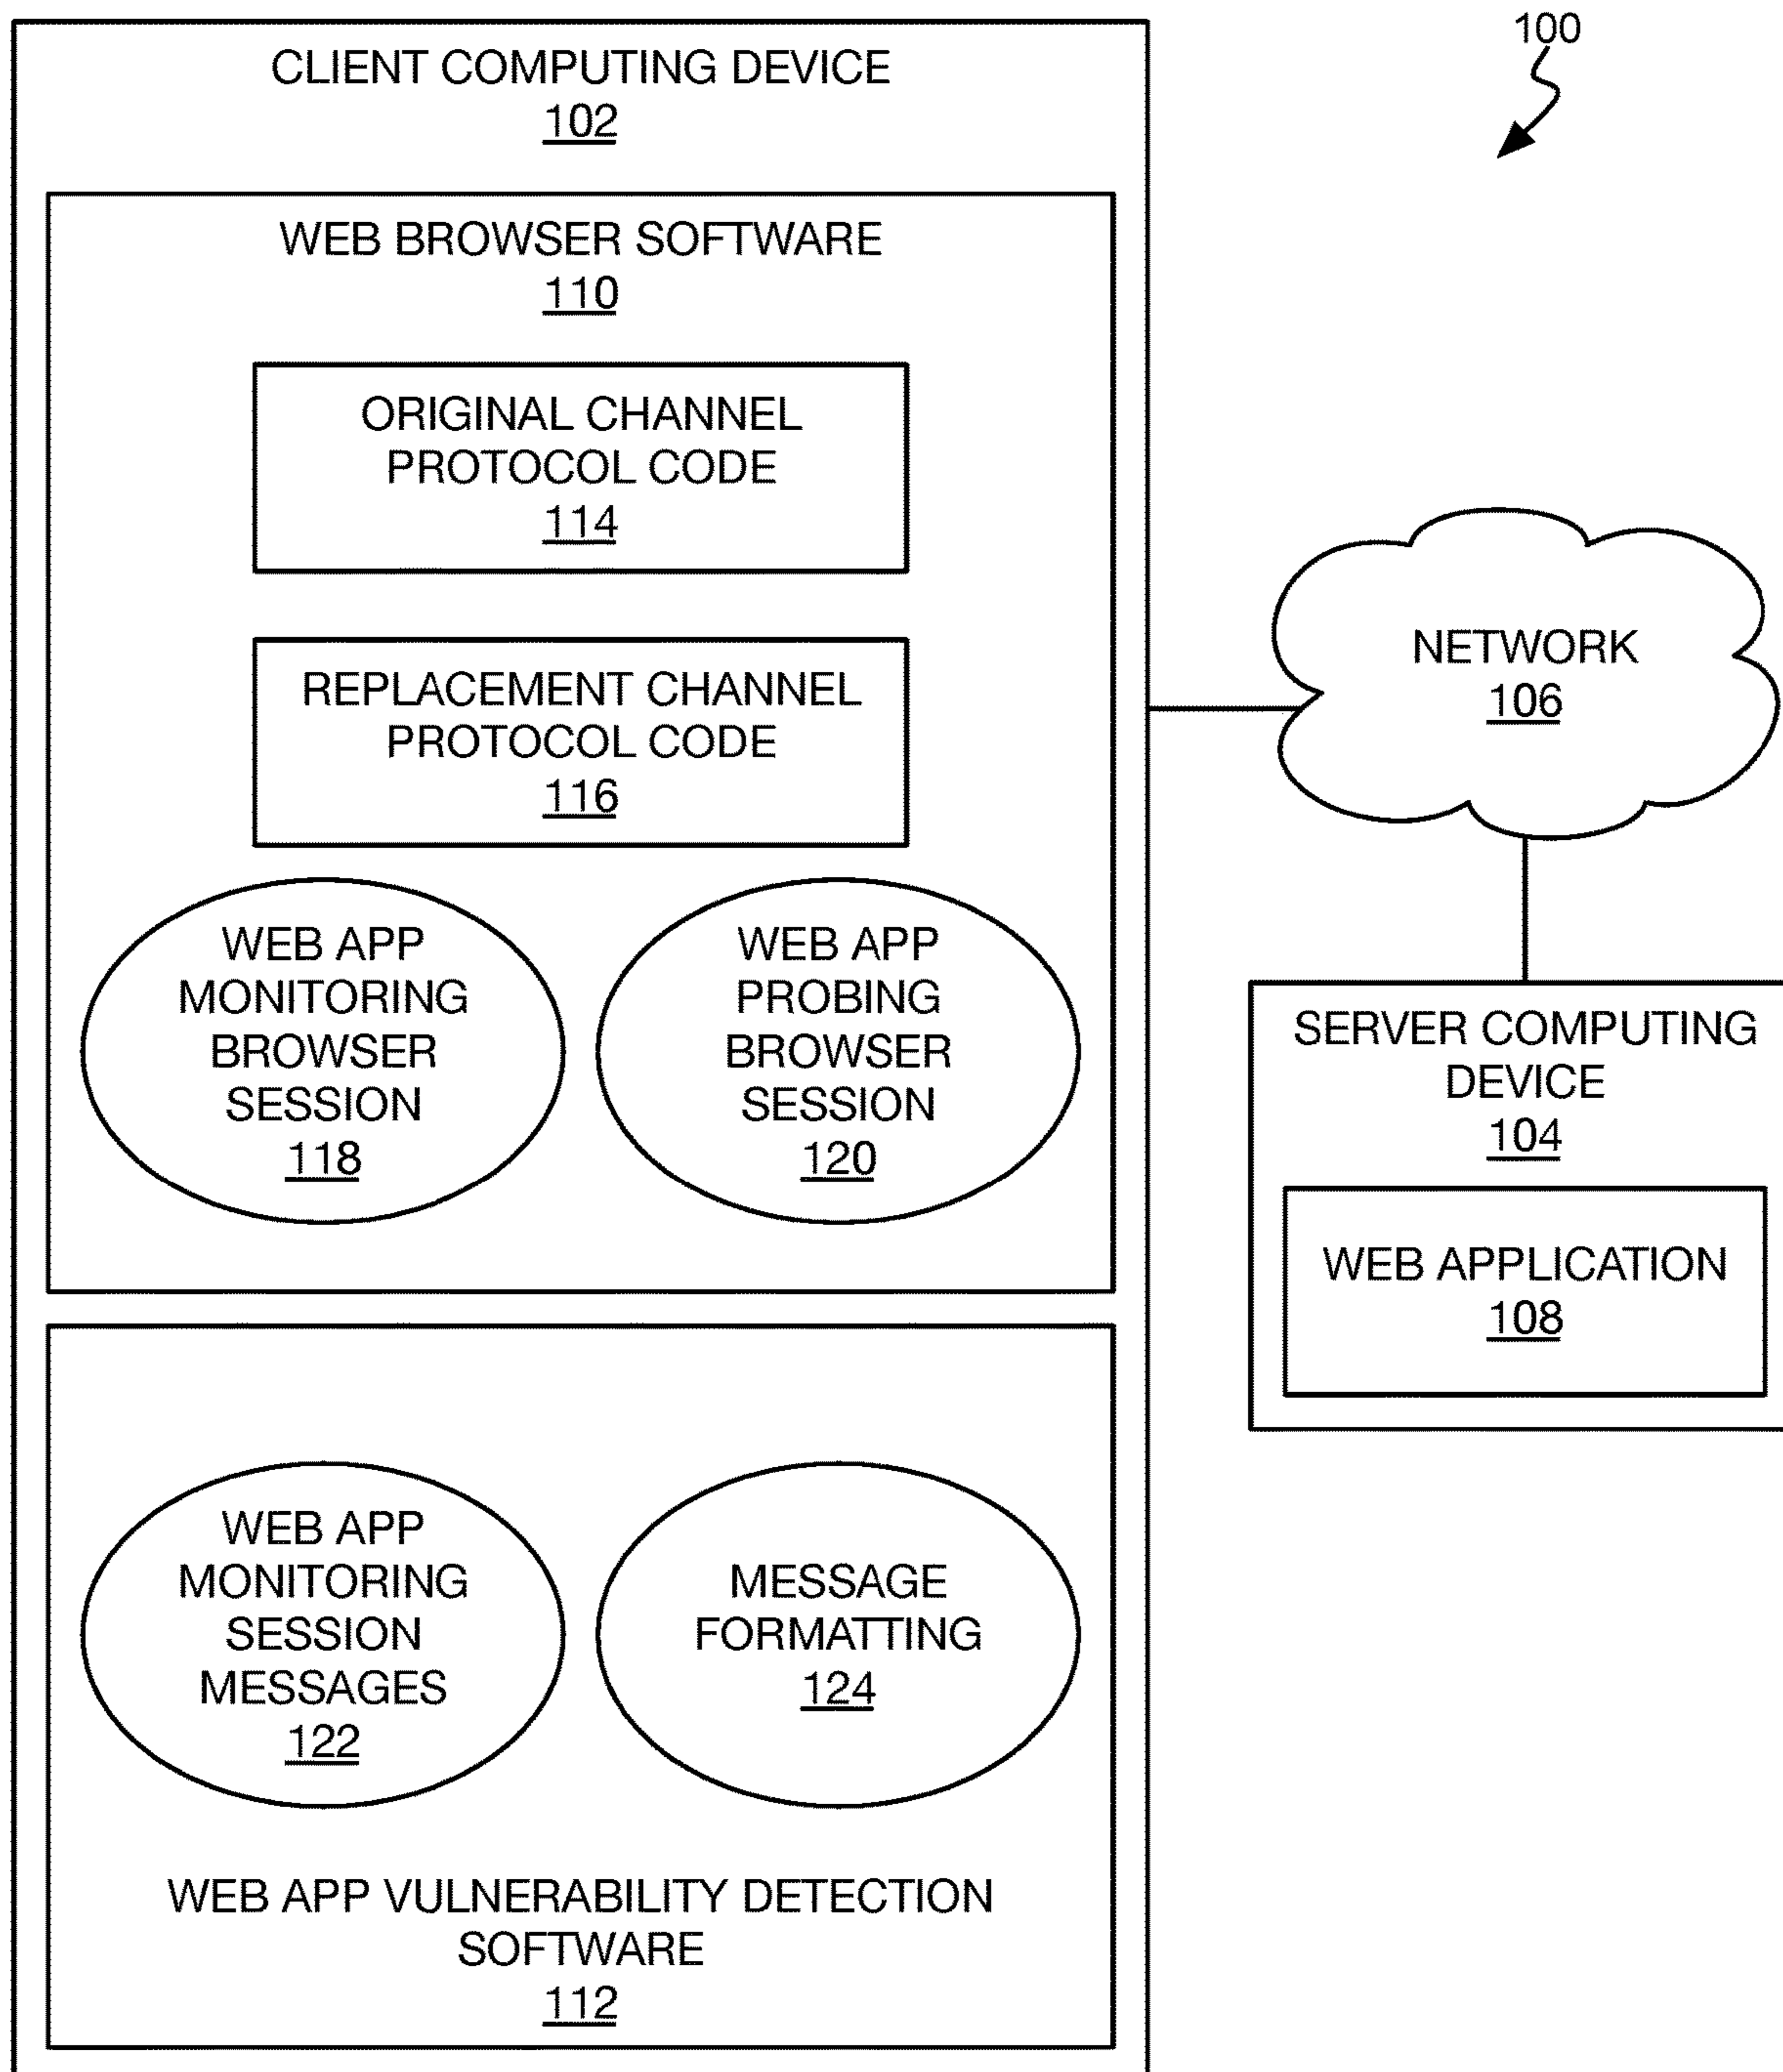 100
CLIENT COMPUTING DEVICE
102
WEB BROWSER SOFTWARE
110
ORIGINAL CHANNEL
PROTOCOL CODE
114
REPLACEMENT CHANNEL
PROTOCOL CODE
116
WEB APP
MONITORING
BROWSER
SESSION
118
WEB APP
PROBING
BROWSER
SESSION
120
WEB APP
MONITORING
SESSION
MESSAGES
122
MESSAGE
FORMATTING
124
WEB APP VULNERABILITY DETECTION
SOFTWARE
112
NETWORK
106
SERVER COMPUTING
DEVICE
104
WEB APPLICATION
108